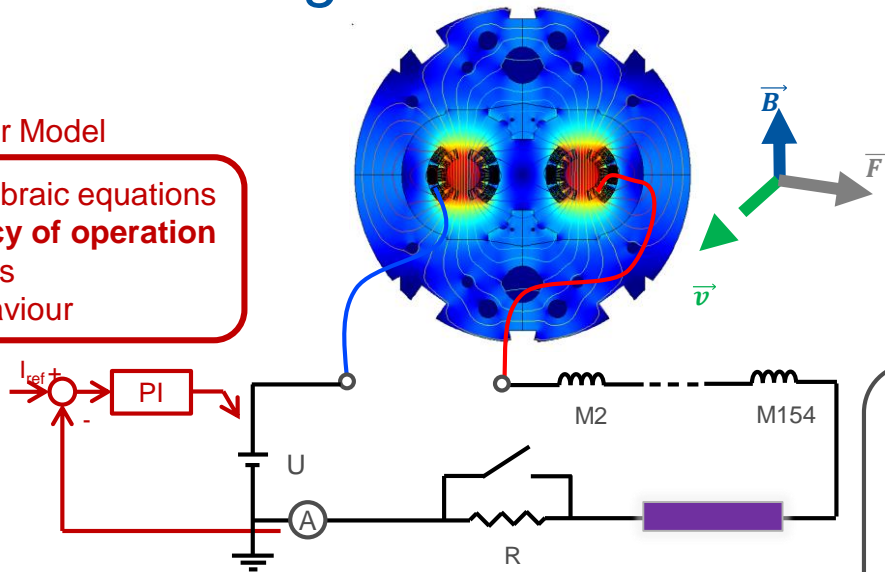 r Model
braic equations
cy of operation
s
aviour
B
F
v
I_ref +
PI
-
M2
M154
U
A
R